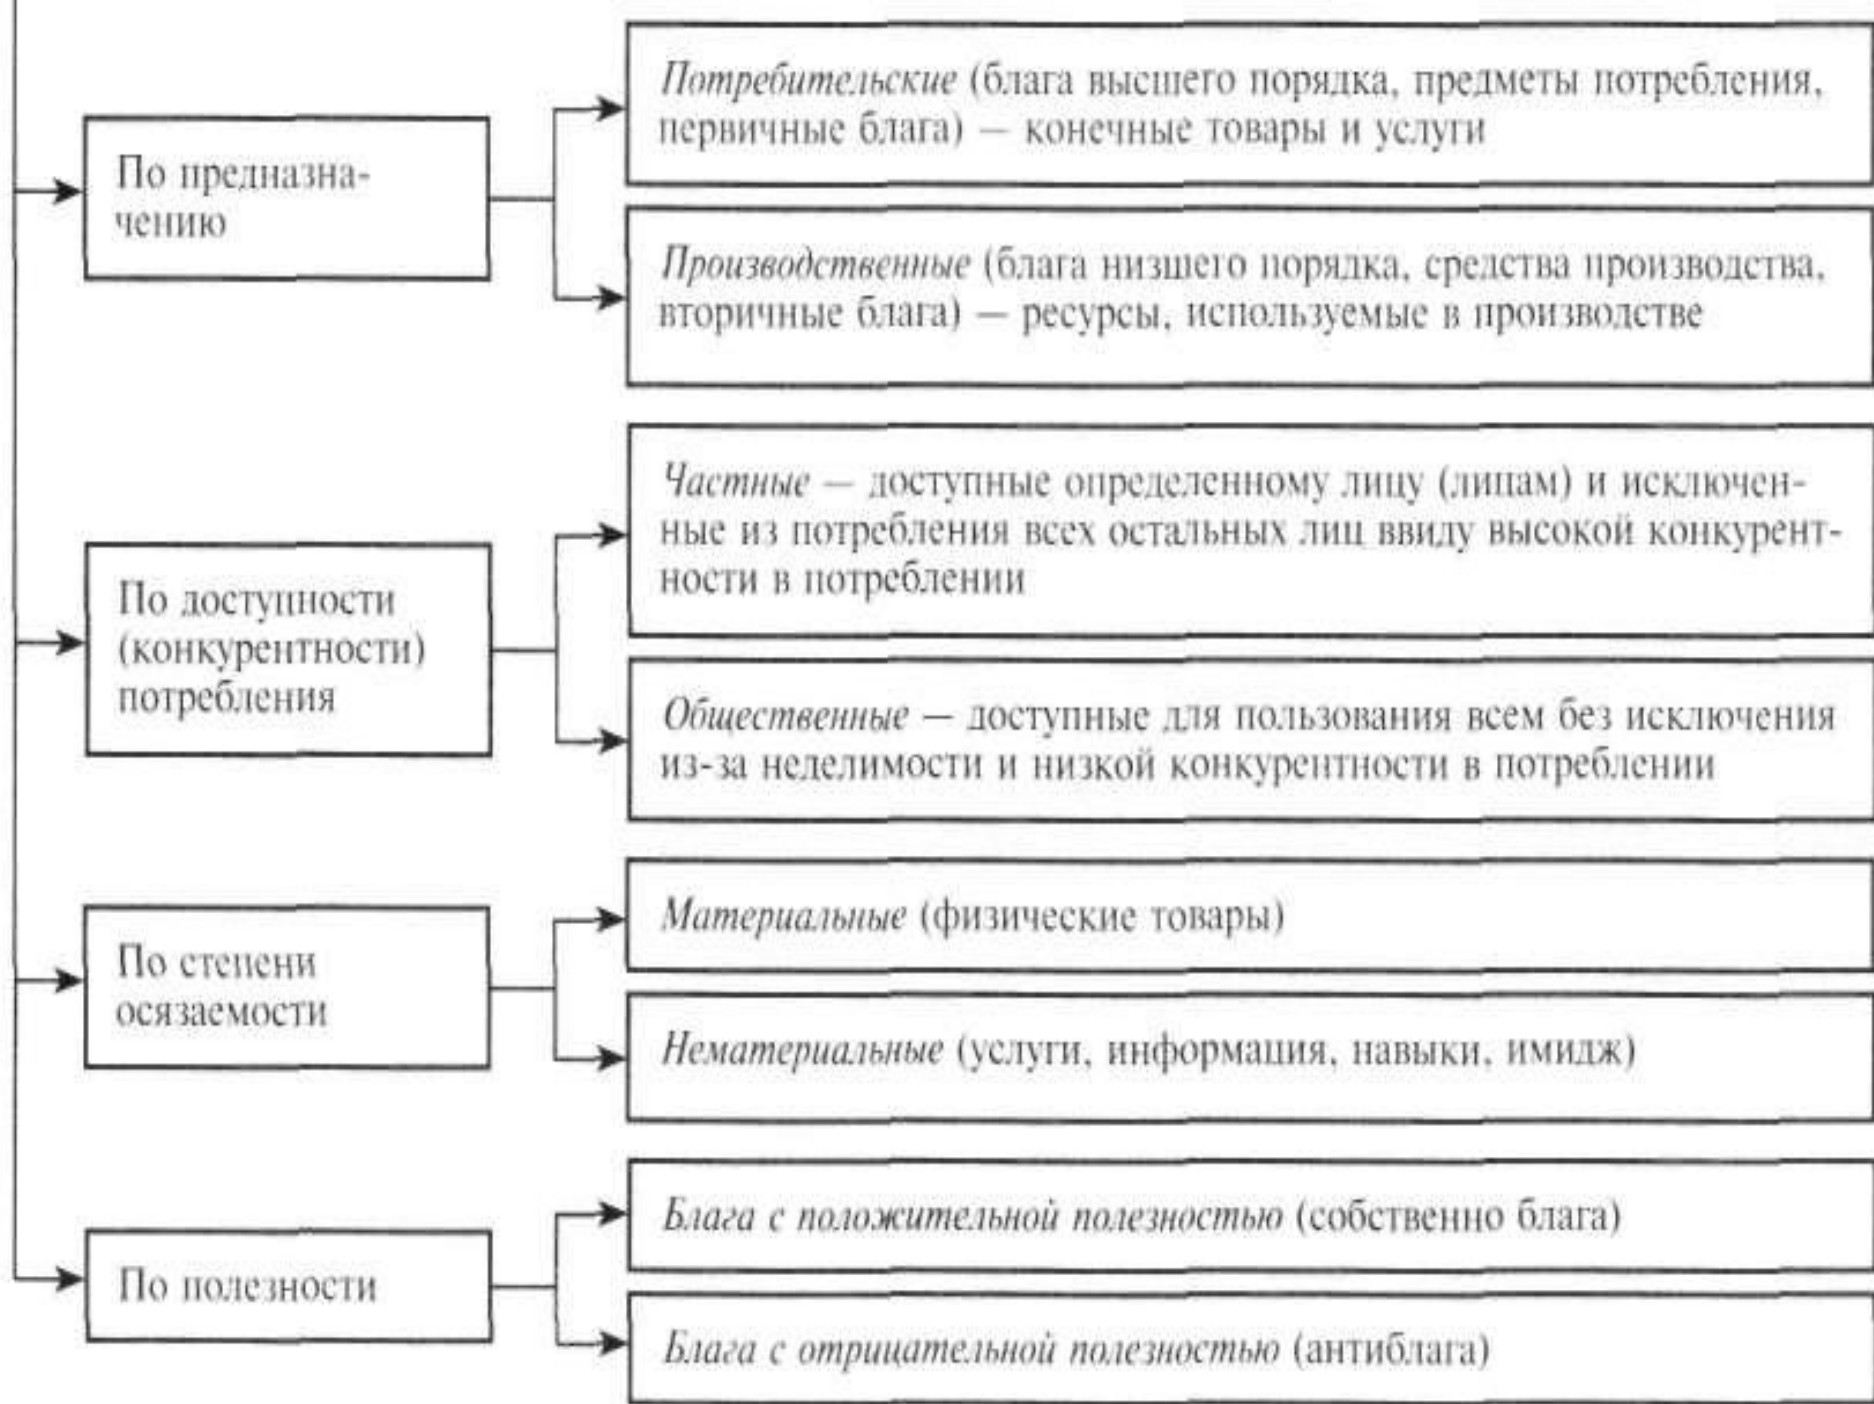 По предназна-
чению
Потребительские (блага высшего порядка, предметы потребления,
первичные блага) — конечные товары и услуги
Производственные (блага низшего порядка, средства производства,
вторичные блага) — ресурсы, используемые в производстве
По доступности
(конкурентности)
потребления
Частные — доступные определенному лицу (лицам) и исключен-
ные из потребления всех остальных лиц ввиду высокой конкурент-
ности в потреблении
Общественные — доступные для пользования всем без исключения
из-за неделимости и низкой конкурентности в потреблении
По степени
осязаемости
Материальные (физические товары)
Нематериальные (услуги, информация, навыки, имидж)
По полезности
Блага с положительной полезностью (собственно блага)
Блага с отрицательной полезностью (антиблага)